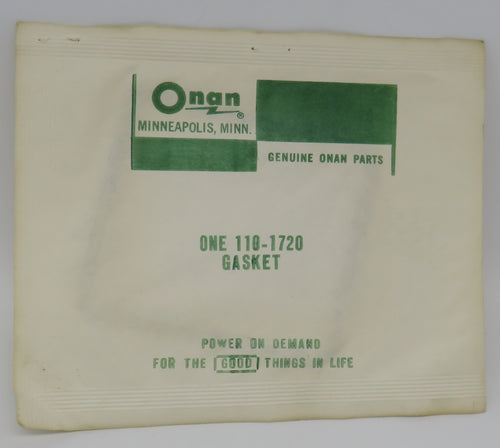 Onan ®
MINNEAPOLIS, MINN.
GENUINE ONAN PARTS
ONE 110-1720
GASKET
POWER ON DEMAND
FOR THE GOOD THINGS IN LIFE